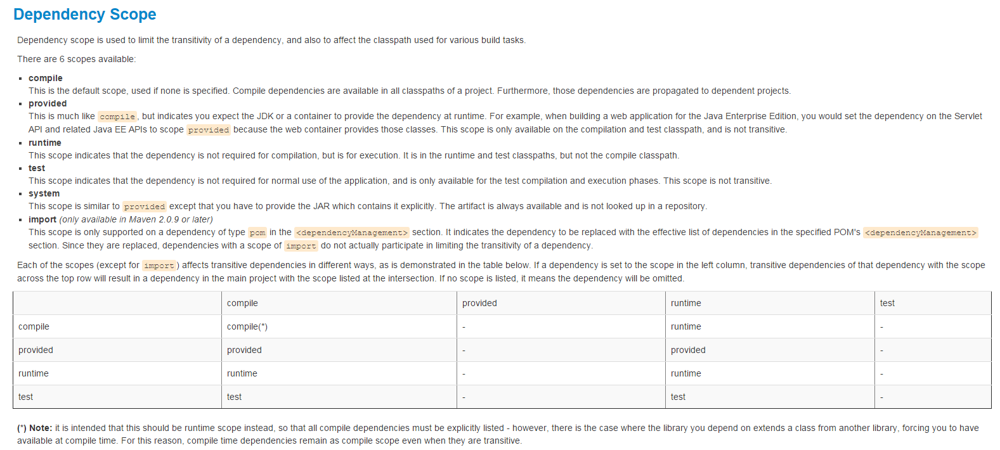 Dependency Scope
Dependency scope is used to limit the transitivity of a dependency, and also to affect the classpath used for various build tasks.
There are 6 scopes available:
compile
This is the default scope, used if none is specified. Compile dependencies are available in all classpaths of a project. Furthermore, those dependencies are propagated to dependent projects.
provided
This is much like compile, but indicates you expect the JDK or a container to provide the dependency at runtime. For example, when building a web application for the Java Enterprise Edition, you would set the dependency on the Servlet
API and related Java EE APIs to scope provided because the web container provides those classes. This scope is only available on the compilation and test classpath, and is not transitive.
runtime
This scope indicates that the dependency is not required for compilation, but is for execution. It is in the runtime and test classpaths, but not the compile classpath.
test
This scope indicates that the dependency is not required for normal use of the application, and is only available for the test compilation and execution phases. This scope is not transitive.
system
This scope is similar to provided except that you have to provide the JAR which contains it explicitly. The artifact is always available and is not looked up in a repository.
import (only available in Maven 2.0.9 or later)
This scope is only supported on a dependency of type pom in the <dependencyManagement> section. It indicates the dependency to be replaced with the effective list of dependencies in the specified POM's <dependencyManagement>
section. Since they are replaced, dependencies with a scope of import do not actually participate in limiting the transitivity of a dependency.
Each of the scopes (except for import) affects transitive dependencies in different ways, as is demonstrated in the table below. If a dependency is set to the scope in the left column, transitive dependencies of that dependency with the scope
across the top row will result in a dependency in the main project with the scope listed at the intersection. If no scope is listed, it means the dependency will be omitted.
compile provided runtime test
compile compile(*) - runtime -
provided provided - provided -
runtime runtime - runtime -
test test - test -
(*) Note: it is intended that this should be runtime scope instead, so that all compile dependencies must be explicitly listed - however, there is the case where the library you depend on extends a class from another library, forcing you to have
available at compile time. For this reason, compile time dependencies remain as compile scope even when they are transitive.